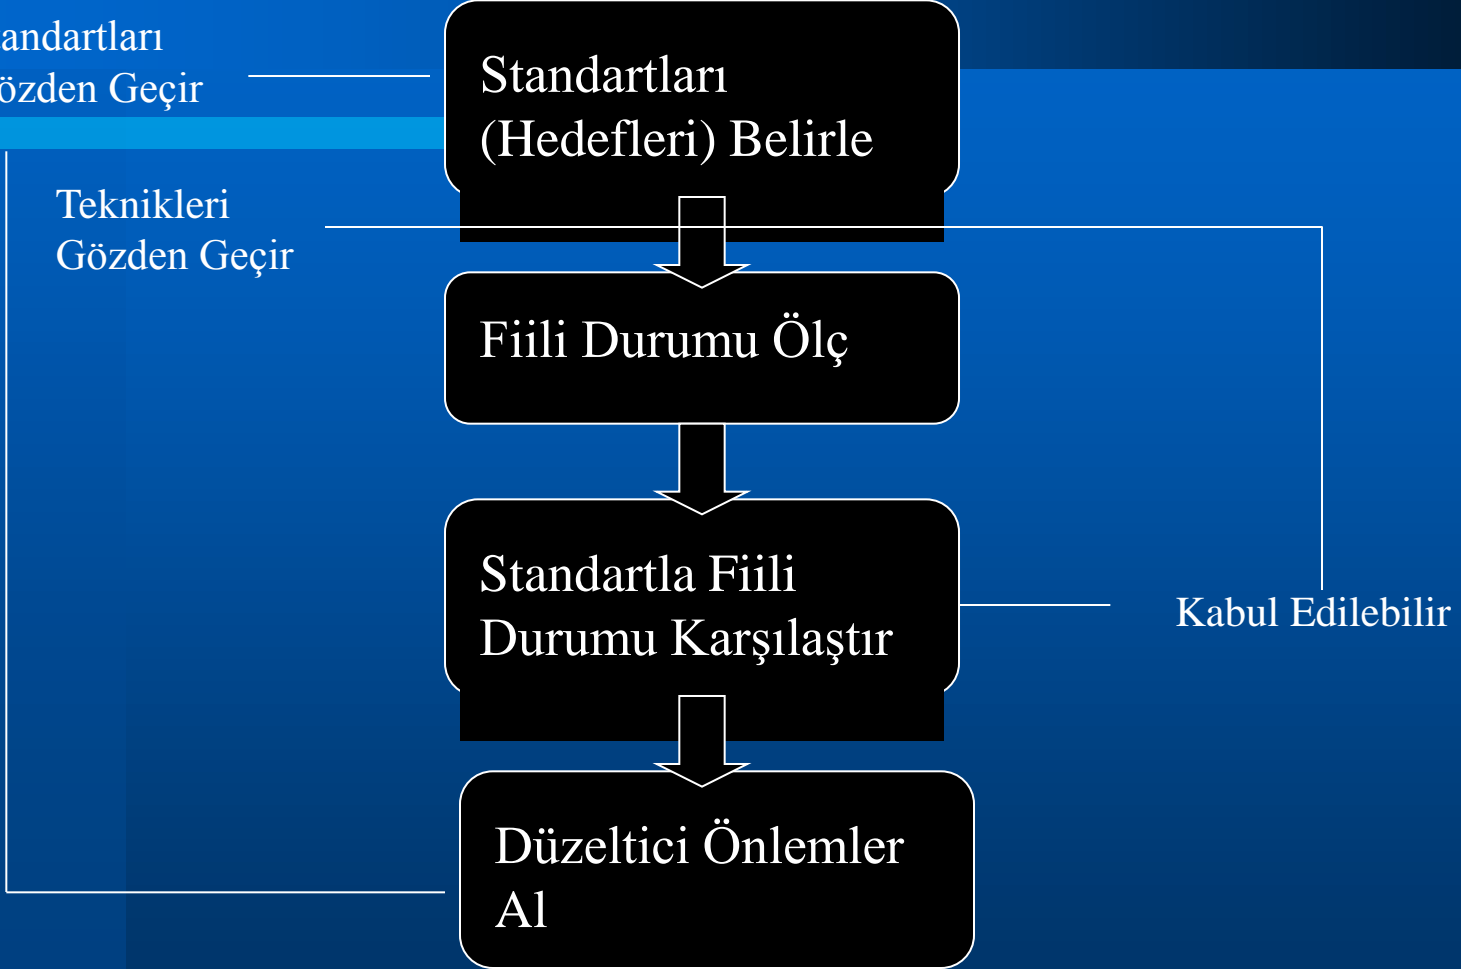 andartları
özden Geçir
Standartları
(Hedefleri) Belirle
Teknikleri
Gözden Geçir
Fiili Durumu Ölç
Standartla Fiili
Durumu Karşılaştır
Kabul Edilebilir
Düzeltici Önlemler
Al